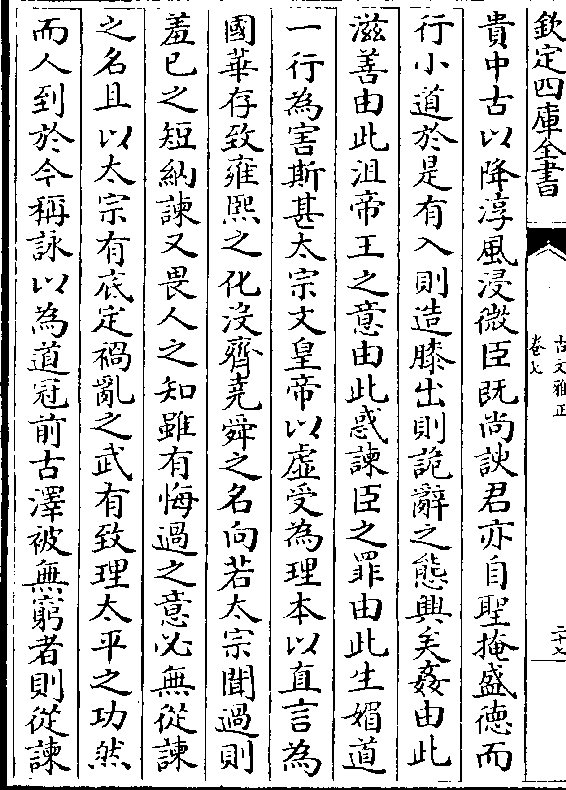 欽定四庫全書
古文雅正
卷七
二十七
貴中古以降淳風浸微臣既尚諛君亦自聖掩盛德而
行小道於是有入則造膝出則詭辭之態興矣姦由此
滋善由此沮帝王之意由此惑諫臣之罪由此生媚道
一行為害斯甚太宗文皇帝以虛受為理本以直言為
國華存致雍熙之化沒齊堯舜之名向若太宗聞過則
羞已之短納諫又畏人之知雖有悔過之意必無從諫
之名且以太宗有底定禍亂之武有致理太平之功然
而人到於今稱詠以為道冠前古澤被無窮者則從諫